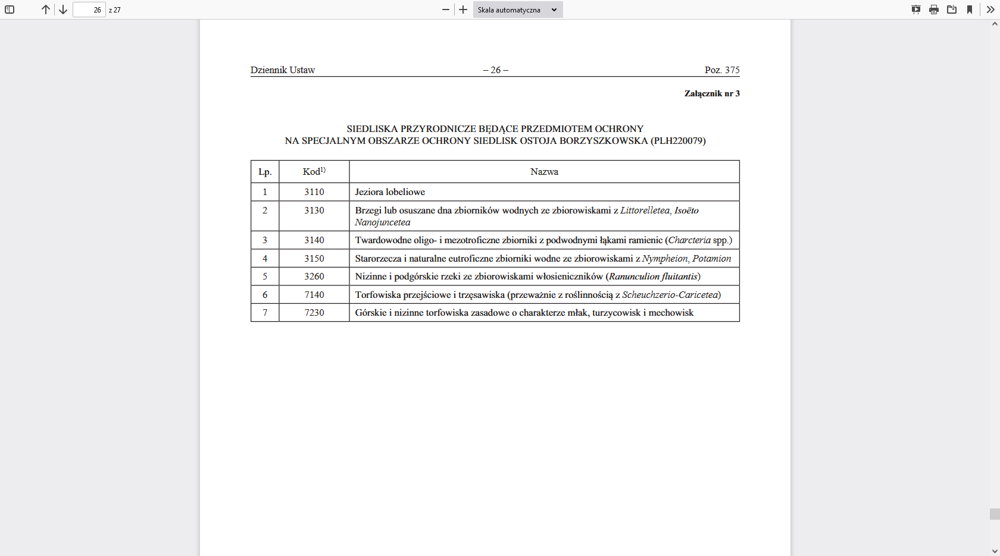 26 z 27 Skala automatyczna
Dziennik Ustaw – 26 – Poz. 375
Załącznik nr 3
SIEDLISKA PRZYRODNICZE BĘDĄCE PRZEDMIOTEM OCHRONY
NA SPECJALNYM OBSZARZE OCHRONY SIEDLISK OSTOJA BORZYSZKOWSKA (PLH220079)
Lp. Kod1) Nazwa
1 3110 Jeziora lobeliowe
2 3130 Brzegi lub osuszane dna zbiorników wodnych ze zbiorowiskami z Littorelletea, Isoëto
Nanojuncetea
3 3140 Twardowodne oligo- i mezotroficzne zbiorniki z podwodnymi łąkami ramienic (Charcteria spp.)
4 3150 Starorzecza i naturalne eutroficzne zbiorniki wodne ze zbiorowiskami z Nympheion, Potamion
5 3260 Nizinne i podgórskie rzeki ze zbiorowiskami włosieniczników (Ranunculion fluitantis)
6 7140 Torfowiska przejściowe i trzęsawiska (przeważnie z roślinnością z Scheuchzerio-Caricetea)
7 7230 Górskie i nizinne torfowiska zasadowe o charakterze młak, turzycowisk i mechowisk